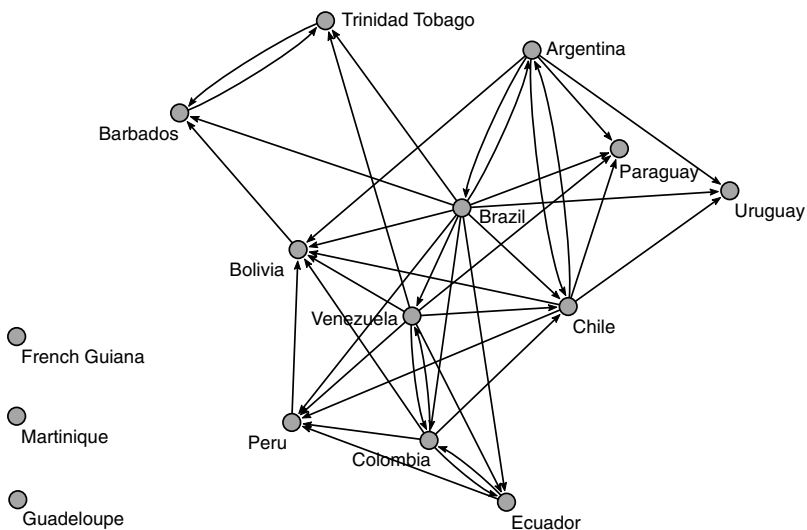 Trinidad Tobago
Argentina
Barbados
Paraguay
Uruguay
Brazil
Bolivia
Venezuela
Chile
French Guiana
Martinique
Peru
Colombia
Guadeloupe
Ecuador